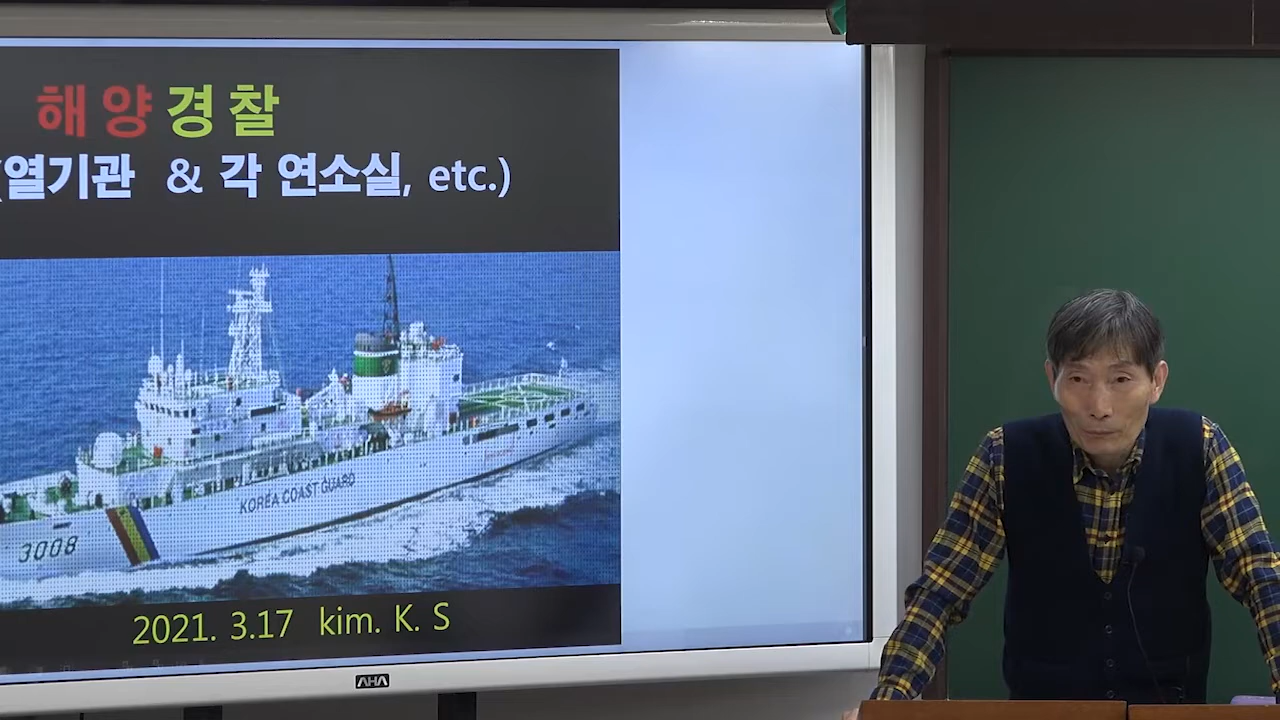 해양경찰
(열기관 & 각 연소실, etc.)
KOREA COAST GUARD
3008
2021. 3.17 kim. K. S
AHA